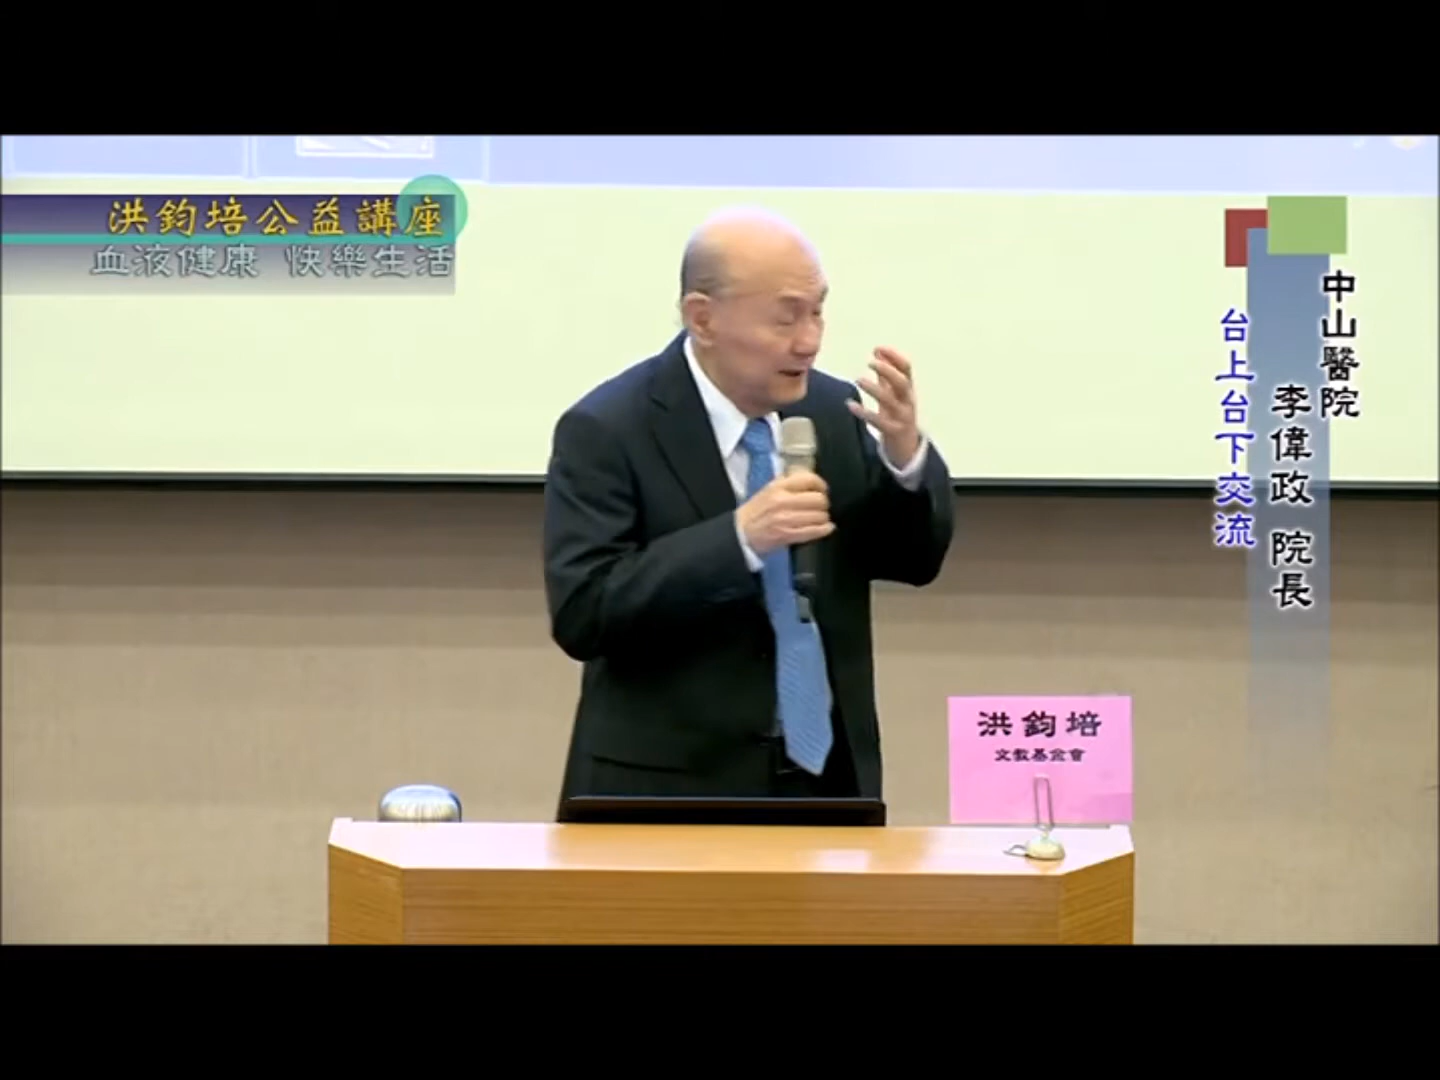 洪鈞培公益講座
血液健康 快樂生活
中山醫院
李偉政 院長
台上台下交流
洪鈞培
文教基金會